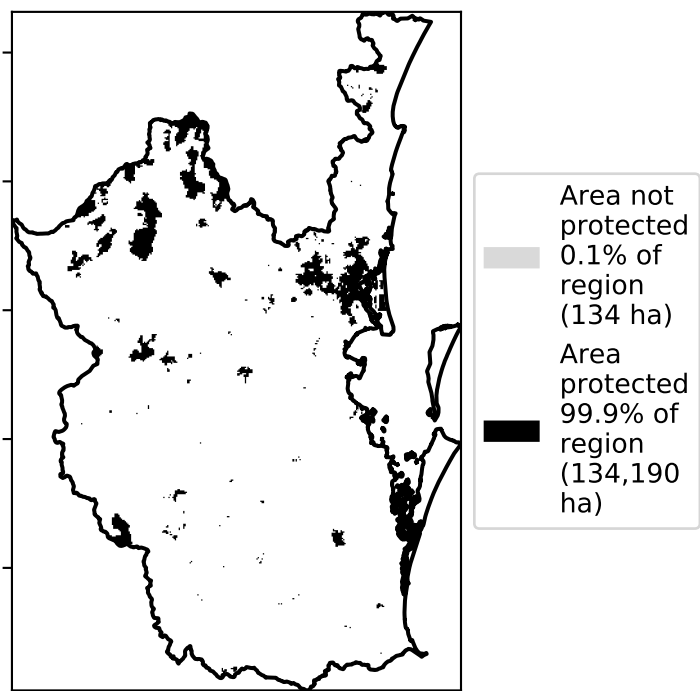 Area not
protected
0.1% of
region
(134 ha)
Area
protected
99.9% of
region
(134,190
ha)